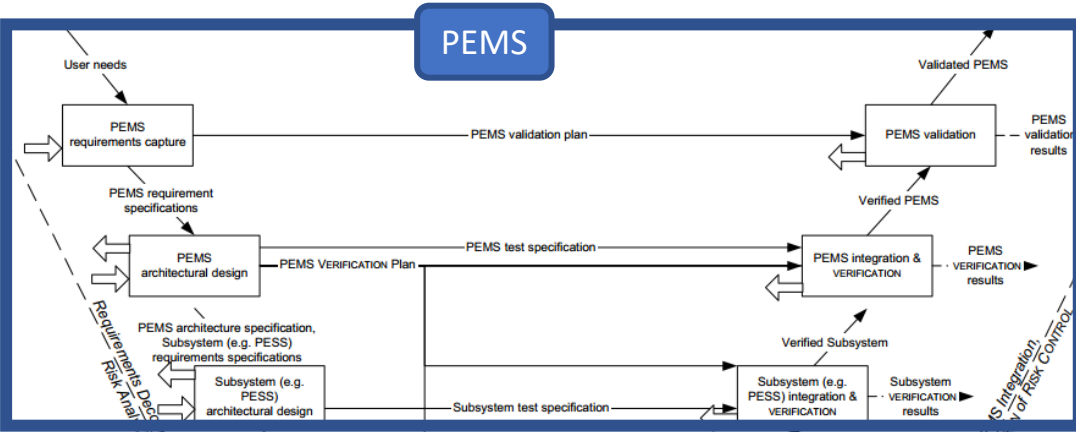 PEMS
User needs
Validated PEMS
PEMS
requirements capture
PEMS validation plan
PEMS validation
PEMS
validation
results
PEMS requirement
specifications
Verified PEMS
PEMS
architectural design
PEMS test specification
PEMS VERIFICATION Plan
PEMS integration &
VERIFICATION
PEMS
VERIFICATION
results
PEMS architecture specification,
Subsystem (e.g. PESS)
requirements specifications
Verified Subsystem
Subsystem (e.g.
PESS)
architectural design
Subsystem test specification
Subsystem (e.g.
PESS) integration &
VERIFICATION
Subsystem
VERIFICATION
results
Requirements
Risk
Integration,
of RISK CONTROL